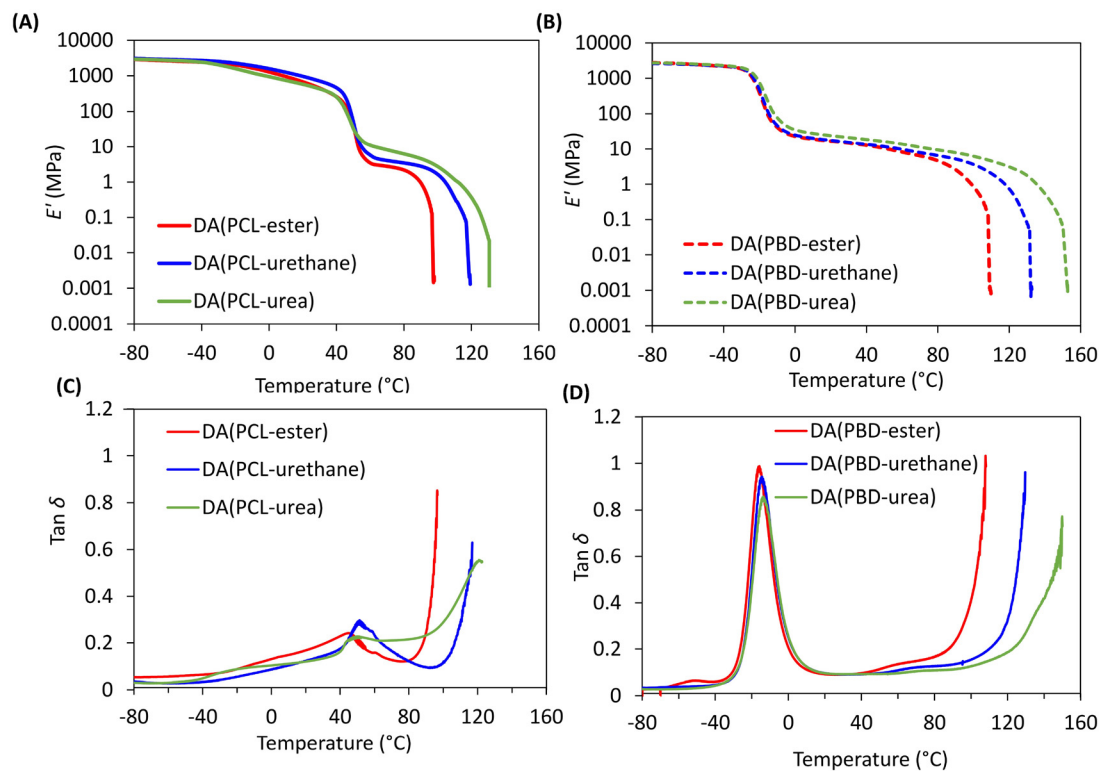 (A)
10000
1000
100
10
1
0.1
0.01
0.001
0.0001
E′ (MPa)
DA(PCL-ester)
DA(PCL-urethane)
DA(PCL-urea)
-80 -40 0 40 80 120 160
Temperature (°C)
(B)
10000
1000
100
10
1
0.1
0.01
0.001
0.0001
E′ (MPa)
DA(PBD-ester)
DA(PBD-urethane)
DA(PBD-urea)
-80 -40 0 40 80 120 160
Temperature (°C)
(C)
1.2
1
0.8
0.6
0.4
0.2
0
Tan δ
DA(PCL-ester)
DA(PCL-urethane)
DA(PCL-urea)
-80 -40 0 40 80 120 160
Temperature (°C)
(D)
1.2
1
0.8
0.6
0.4
0.2
0
Tan δ
DA(PBD-ester)
DA(PBD-urethane)
DA(PBD-urea)
-80 -40 0 40 80 120 160
Temperature (°C)